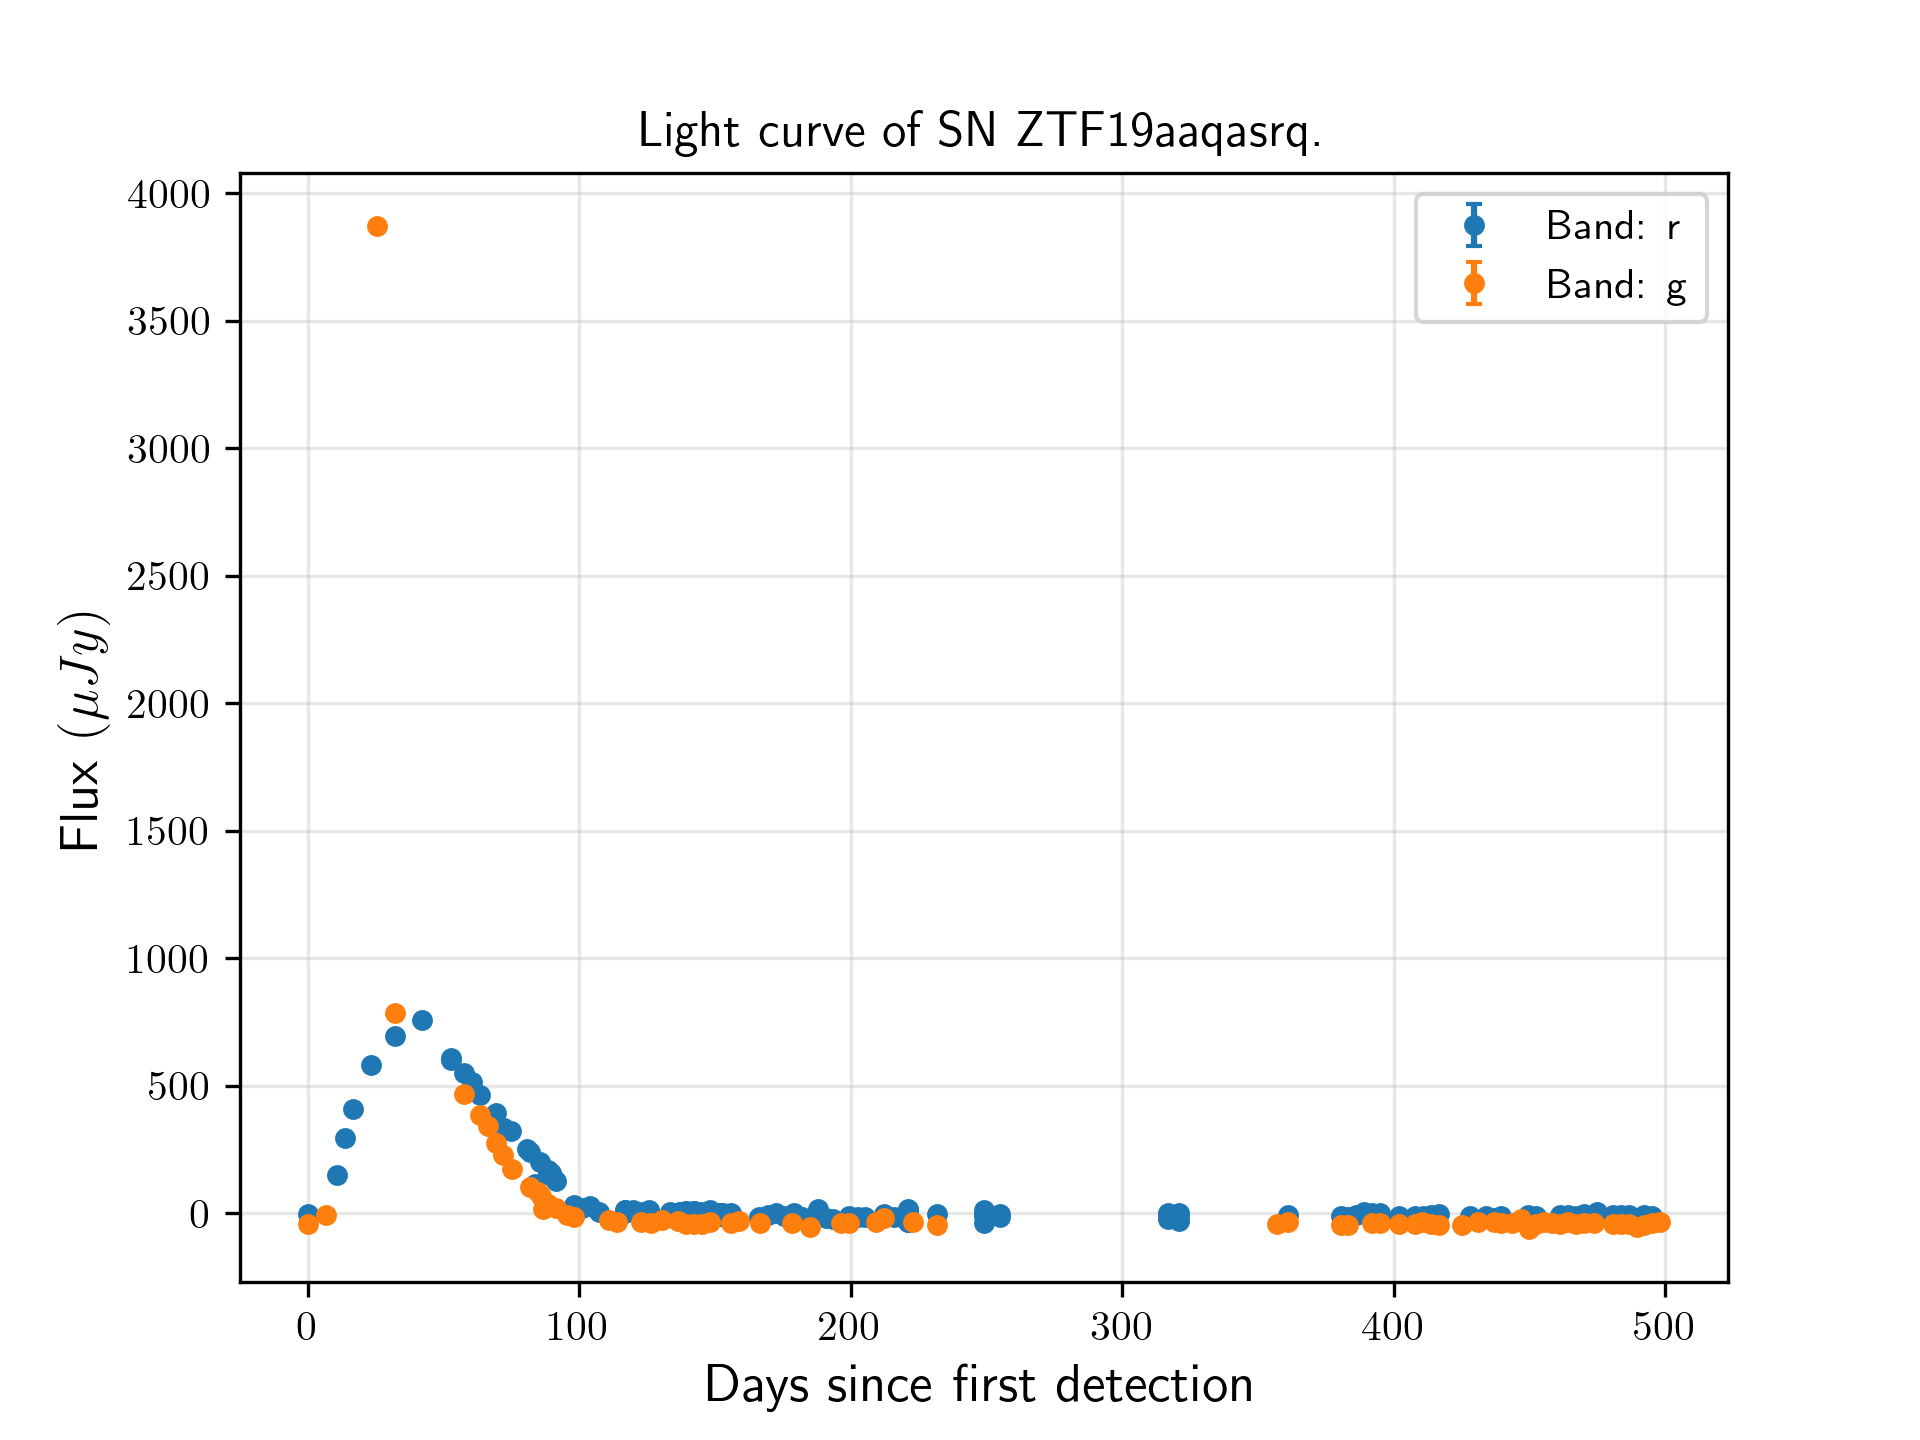 Light curve of SN ZTF19aaqasrq.
Band: r
Band: g
4000
3500
3000
2500
2000
1500
1000
500
0
Flux (μJy)
0 100 200 300 400 500
Days since first detection